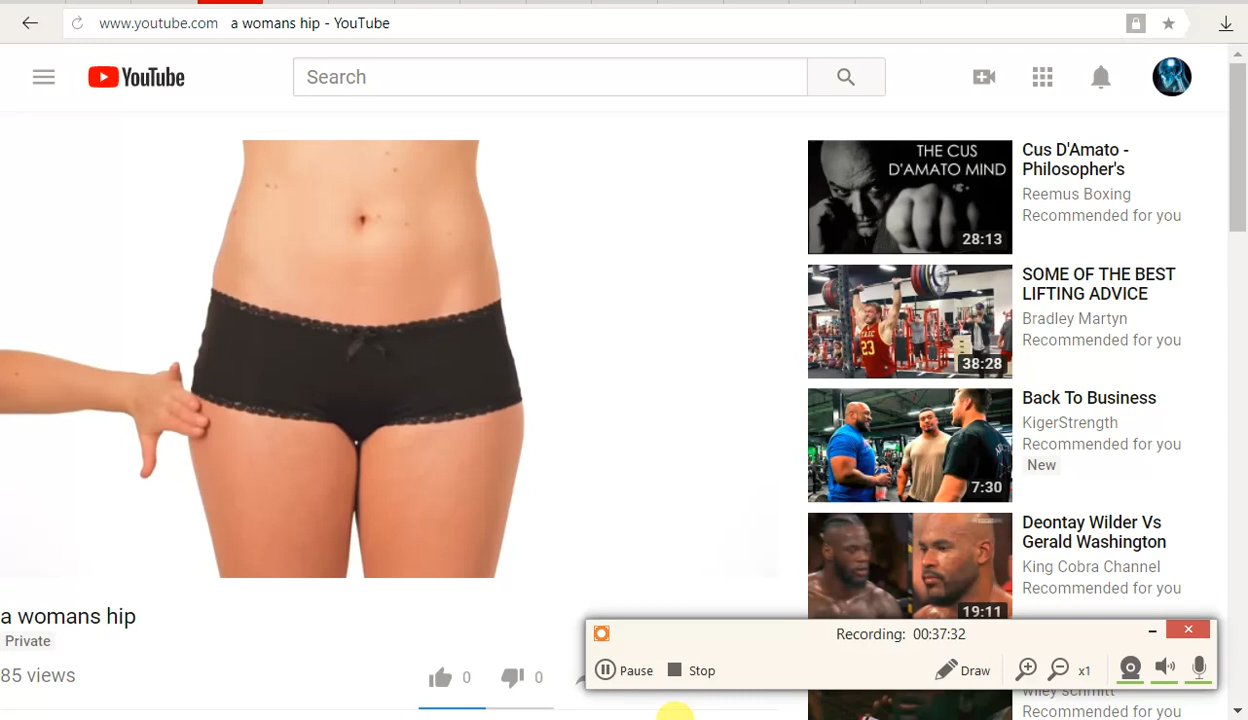 www.youtube.com a womans hip - YouTube
YouTube
Search
THE CUS
D'AMATO MIND
28:13
Cus D'Amato -
Philosopher's
Reemus Boxing
Recommended for you
23
38:28
SOME OF THE BEST
LIFTING ADVICE
Bradley Martyn
Recommended for you
7:30
Back To Business
KigerStrength
Recommended for you
New
19:11
Deontay Wilder Vs
Gerald Washington
King Cobra Channel
Recommended for you
a womans hip
Private
85 views
0
0
Recording: 00:37:32
Pause
Stop
Draw
x1
wiley schmitt